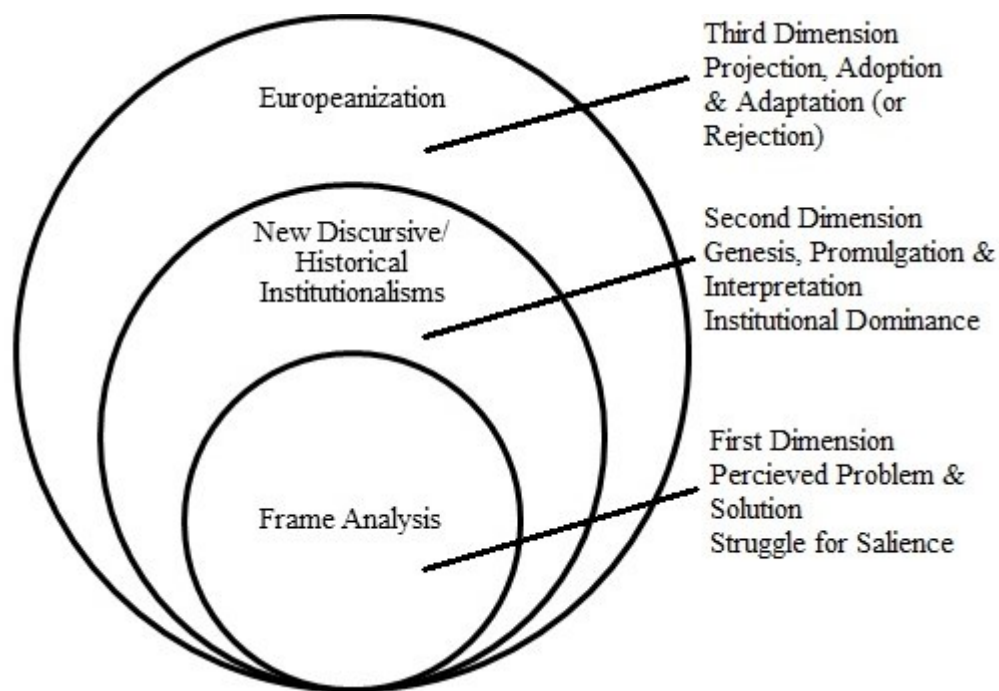 Third Dimension
Projection, Adoption
& Adaptation (or
Rejection)
Europeanization
Second Dimension
Genesis, Promulgation &
Interpretation
Institutional Dominance
New Discursive/
Historical
Institutionalisms
First Dimension
Percieved Problem &
Solution
Struggle for Salience
Frame Analysis